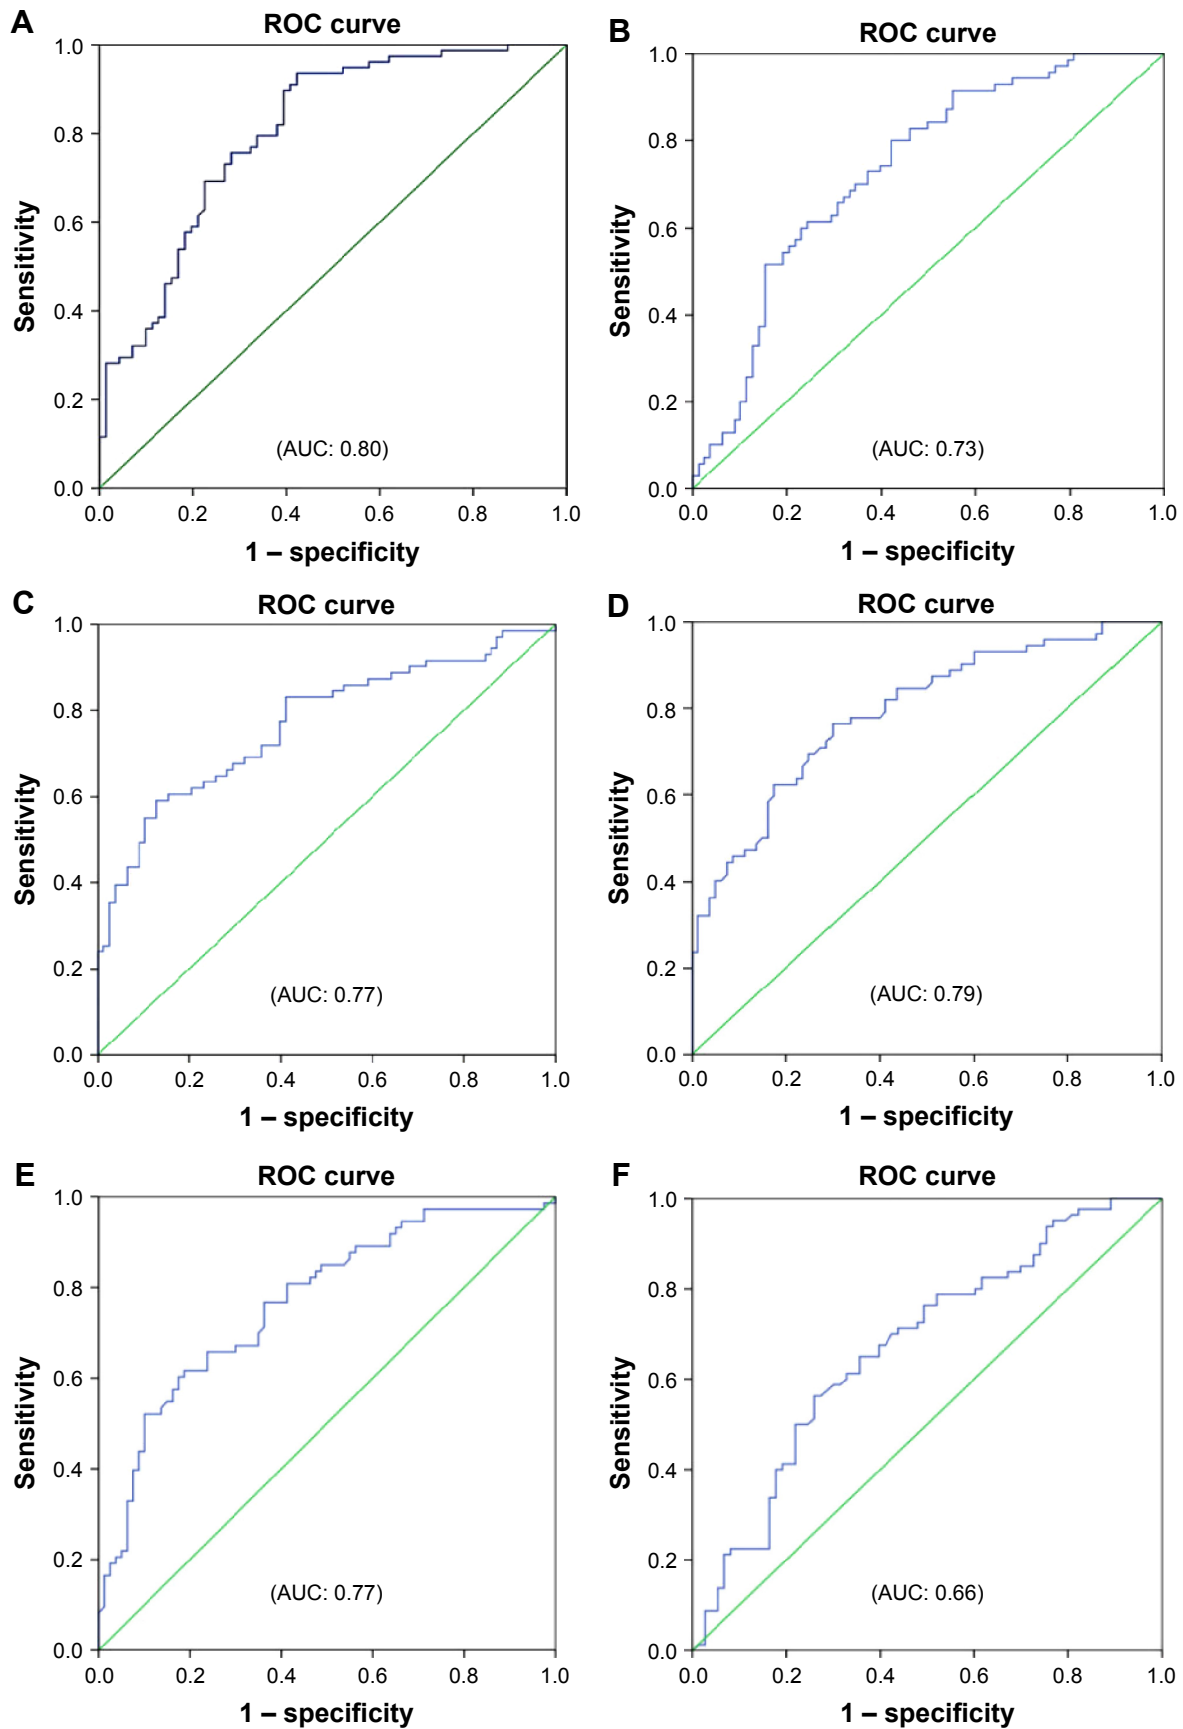 A
ROC curve
1.0
0.8
0.6
0.4
0.2
0.0
Sensitivity
(AUC: 0.80)
0.0 0.2 0.4 0.6 0.8 1.0
1 – specificity
B
ROC curve
1.0
0.8
0.6
0.4
0.2
0.0
Sensitivity
(AUC: 0.73)
0.0 0.2 0.4 0.6 0.8 1.0
1 – specificity
C
ROC curve
1.0
0.8
0.6
0.4
0.2
0.0
Sensitivity
(AUC: 0.77)
0.0 0.2 0.4 0.6 0.8 1.0
1 – specificity
D
ROC curve
1.0
0.8
0.6
0.4
0.2
0.0
Sensitivity
(AUC: 0.79)
0.0 0.2 0.4 0.6 0.8 1.0
1 – specificity
E
ROC curve
1.0
0.8
0.6
0.4
0.2
0.0
Sensitivity
(AUC: 0.77)
0.0 0.2 0.4 0.6 0.8 1.0
1 – specificity
F
ROC curve
1.0
0.8
0.6
0.4
0.2
0.0
Sensitivity
(AUC: 0.66)
0.0 0.2 0.4 0.6 0.8 1.0
1 – specificity